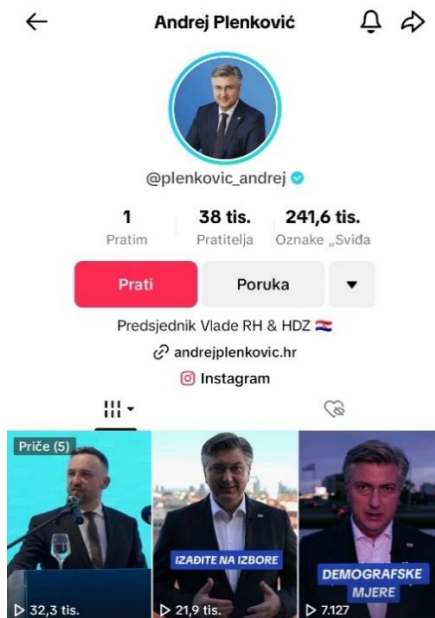 Andrej Plenković
@plenkovic_andrej
1 38 tis. 241,6 tis.
Pratim Pratitelja Oznake „Sviđa
Prati Poruka
Predsjednik Vlade RH & HDZ
andrejplenkovic.hr
Instagram
Priče (5)
IZAĐITE NA IZBORE
DEMOGRAFSKE
MJERE
32,3 tis. 21,9 tis. 7.127